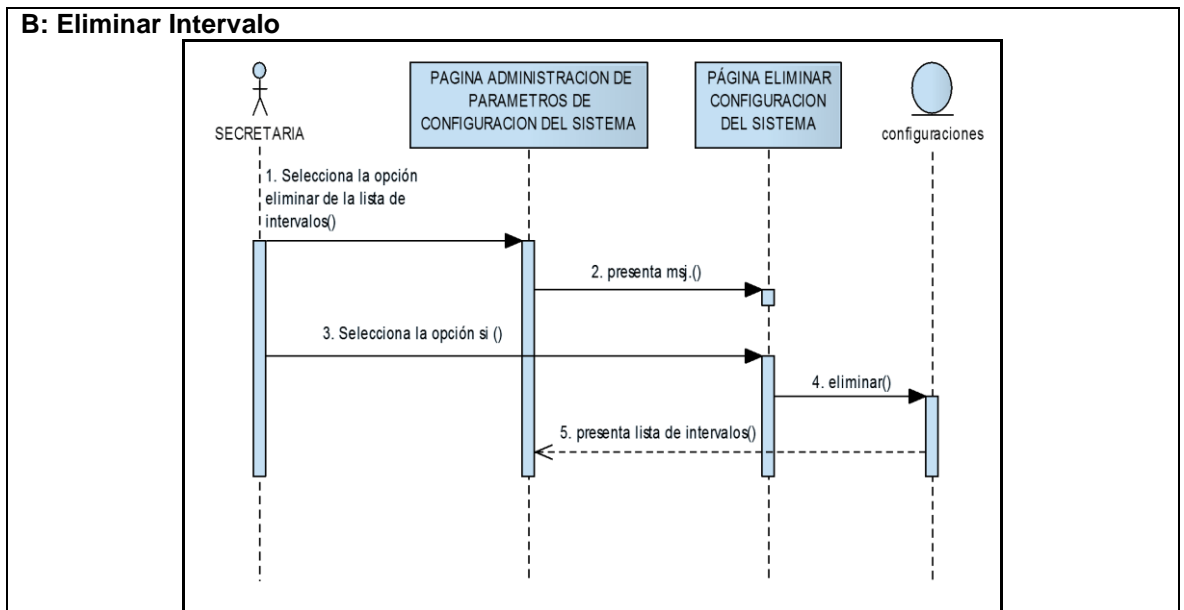 B: Eliminar Intervalo
SECRETARIA
PAGINA ADMINISTRACION DE
PARAMETROS DE
CONFIGURACION DEL SISTEMA
PÁGINA ELIMINAR
CONFIGURACION
DEL SISTEMA
configuraciones
1. Selecciona la opción
eliminar de la lista de
intervalos()
2. presenta msj.()
3. Selecciona la opción si ()
4. eliminar()
5. presenta lista de intervalos()